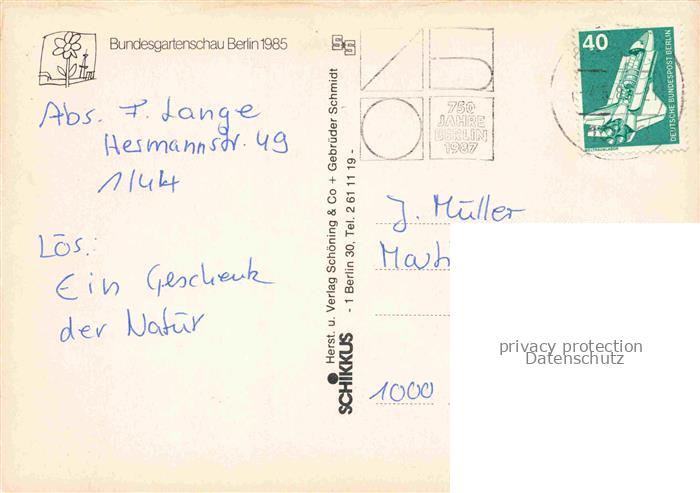 Bundesgartenschau Berlin 1985
Abs. F. Lange
Hermannstr. 49
1/44
Lös.:
Ein Geschenk
der Natur
SCHIKKUS Herst. u. Verlag Schöning & Co + Gebrüder Schmidt
- 1 Berlin 30, Tel. 2 61 11 19 -
750
JAHRE
BERLIN
1987
40
DEUTSCHE BUNDESPOST BERLIN
J. Müller
1000
privacy protection
Datenschutz